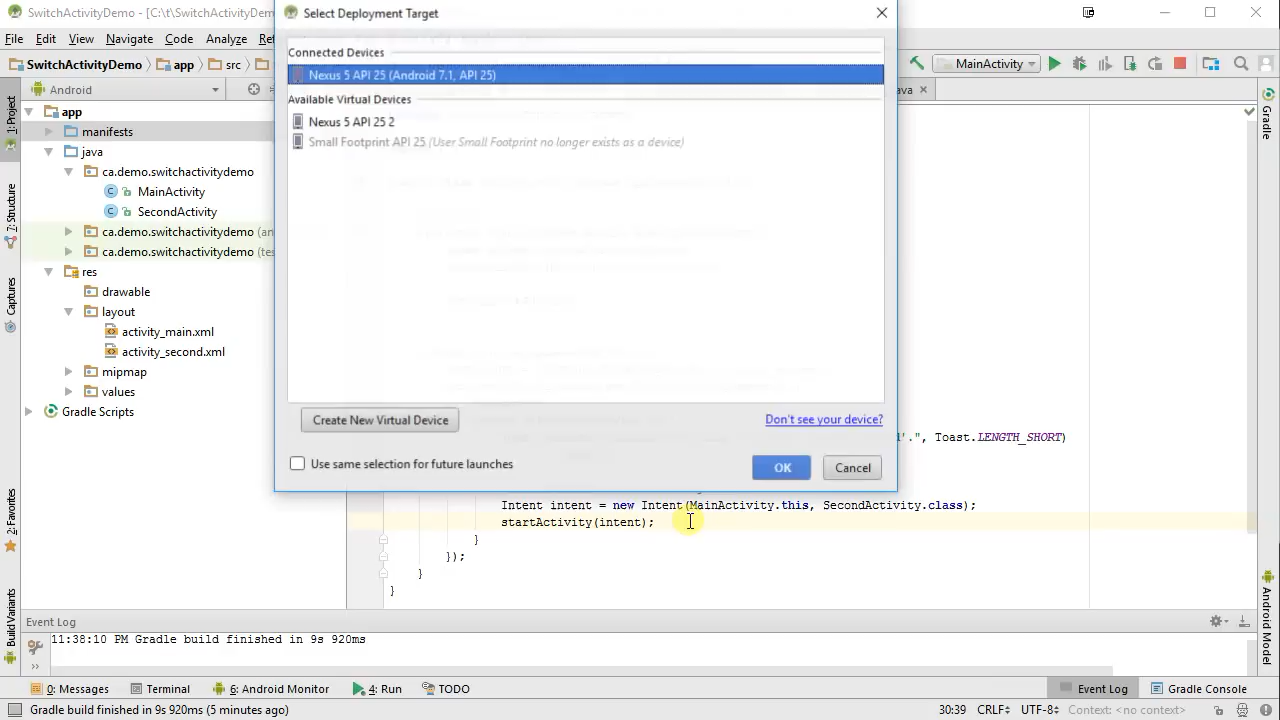 SwitchActivityDemo - [C:\t\SwitchActivityDemo
Select Deployment Target
File Edit View Navigate Code Analyze Ref
SwitchActivityDemo app src
MainActivity
Android
ava
Connected Devices
Nexus 5 API 25 (Android 7.1, API 25)
Available Virtual Devices
Nexus 5 API 25 2
Small Footprint API 25 (User Small Footprint no longer exists as a device)
Create New Virtual Device
Don't see your device?
Use same selection for future launches
OK
Cancel
1: Project
7: Structure
Captures
2: Favorites
Build Variants
app
manifests
java
ca.demo.switchactivitydemo
MainActivity
SecondActivity
ca.demo.switchactivitydemo (an
ca.demo.switchactivitydemo (tes
res
drawable
layout
activity_main.xml
activity_second.xml
mipmap
values
Gradle Scripts
d'.", Toast.LENGTH_SHORT)
Intent intent = new Intent(MainActivity.this, SecondActivity.class);
startActivity(intent);
}
});
}
}
Gradle
Android Model
Event Log
11:38:10 PM Gradle build finished in 9s 920ms
0: Messages Terminal 6: Android Monitor 4: Run TODO
Event Log Gradle Console
Gradle build finished in 9s 920ms (5 minutes ago)
30:39 CRLF÷ UTF-8÷ Context: <no context>